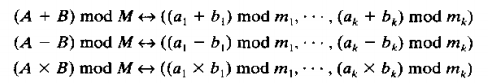 (A + B) mod M ↔ ((a₁ + b₁) mod m₁, ···, (aₖ + bₖ) mod mₖ)
(A − B) mod M ↔ ((a₁ − b₁) mod m₁, ···, (aₖ − bₖ) mod mₖ)
(A × B) mod M ↔ ((a₁ × b₁) mod m₁, ···, (aₖ × bₖ) mod mₖ)